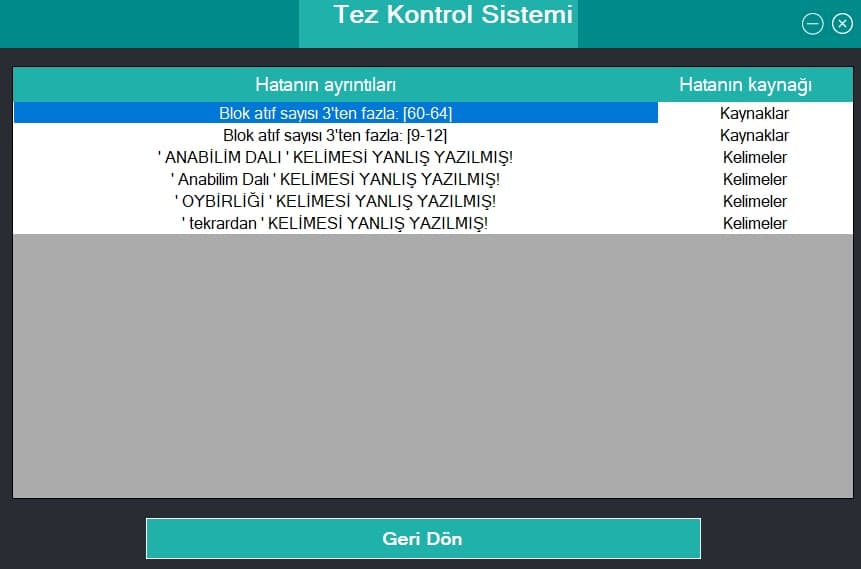 Tez Kontrol Sistemi
Hatanın ayrıntıları Hatanın kaynağı
Blok atıf sayısı 3'ten fazla: [60-64] Kaynaklar
Blok atıf sayısı 3'ten fazla: [9-12] Kaynaklar
' ANABİLİM DALI ' KELİMESİ YANLIŞ YAZILMIŞ! Kelimeler
' Anabilim Dalı ' KELİMESİ YANLIŞ YAZILMIŞ! Kelimeler
' OYBİRLİĞİ ' KELİMESİ YANLIŞ YAZILMIŞ! Kelimeler
' tekrardan ' KELİMESİ YANLIŞ YAZILMIŞ! Kelimeler
Geri Dön